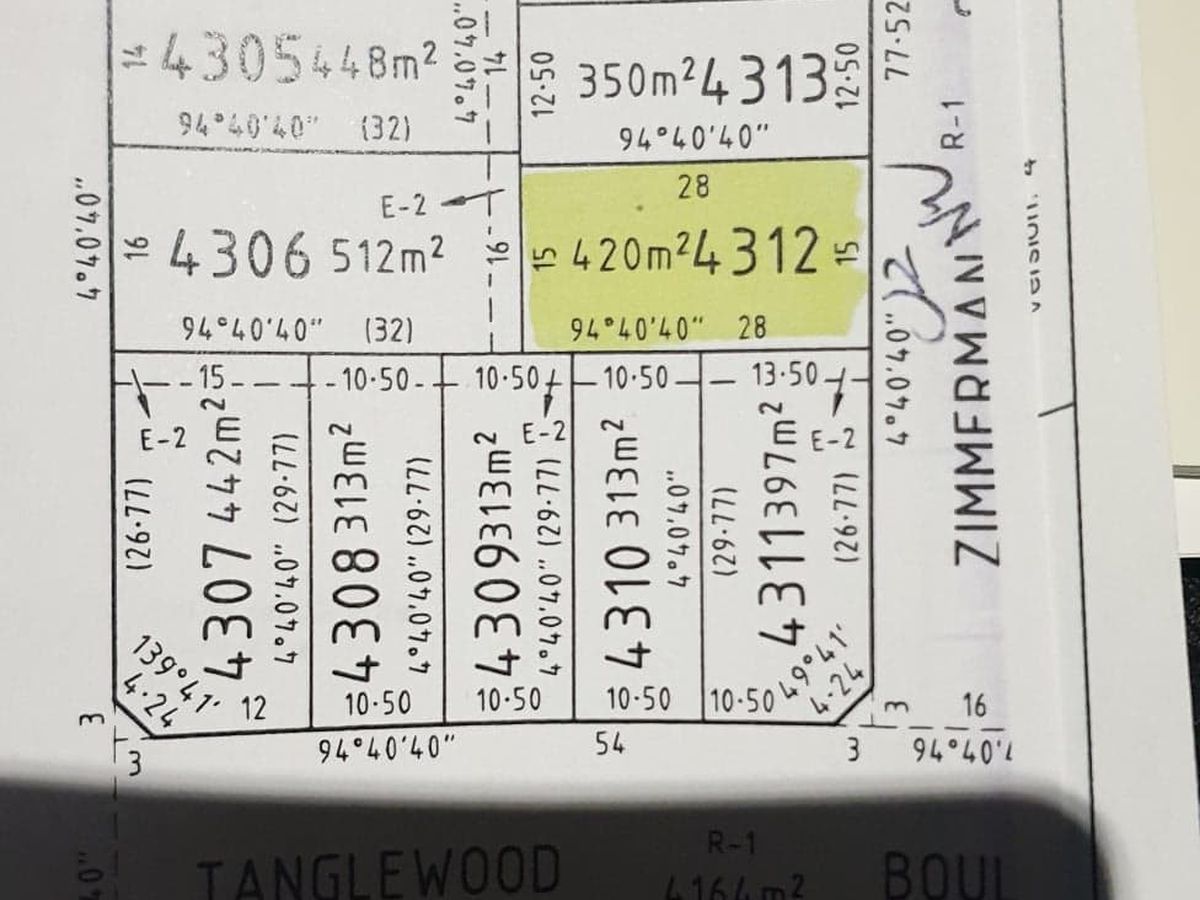 14 4305 448m²
94°40'40" (32)
4°40'40"
14
12·50 350m² 4313 12·50
94°40'40"
77·52
R-1
4°40'40"
E-2
16 4306 512m² 16
94°40'40" (32)
28
15 420m² 4312 15
94°40'40" 28
4°40'40"
ZIMMERMAN
15 10·50 10·50 10·50 13·50
E-2 E-2 E-2
(26·77)
4307 442m²
4°40'40" (29·77)
4308 313m²
4°40'40" (29·77)
4309 313m²
4°40'40" (29·77)
4310 313m²
4°40'40"
(29·77)
4311 397m²
(26·77)
139°41'
4·24
12 10·50 10·50 10·50 10·50
49°41'
4·24
3 3 16
3 94°40'40" 54 3 94°40'
TANGLEWOOD
R-1
4164m²
BOUL